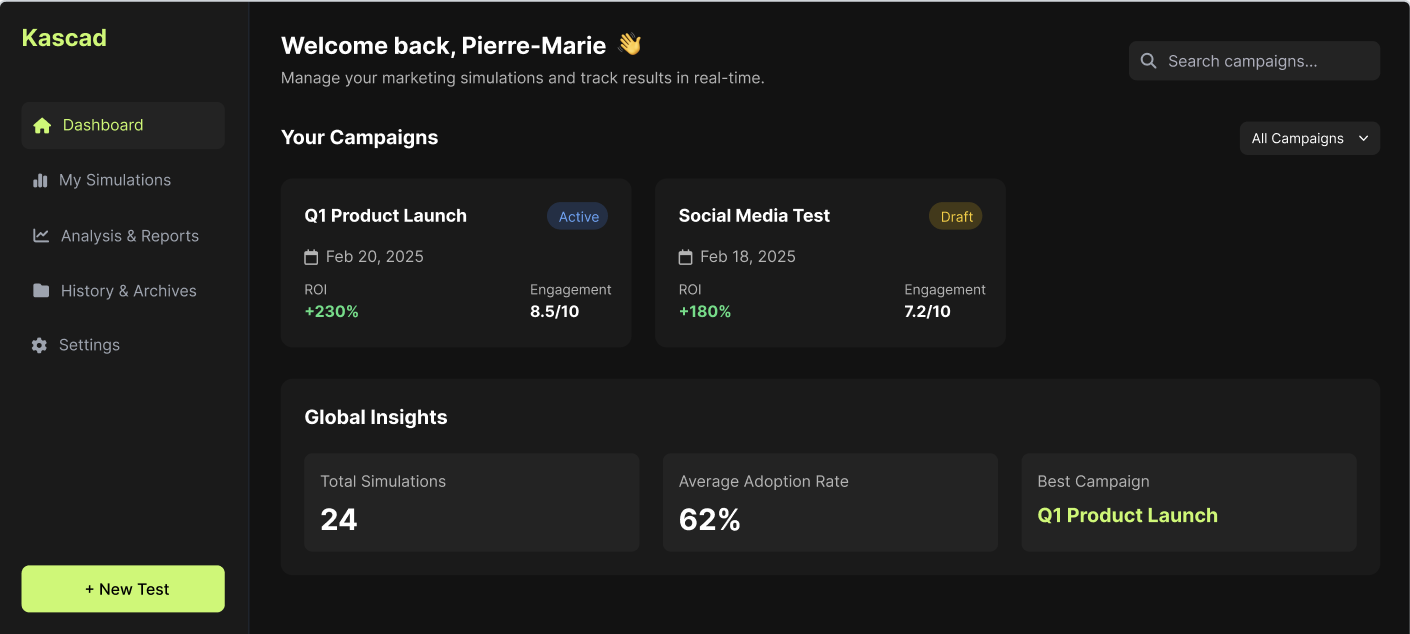 Kascad
Dashboard
My Simulations
Analysis & Reports
History & Archives
Settings
+ New Test
Welcome back, Pierre-Marie 👋
Manage your marketing simulations and track results in real-time.
Search campaigns...
Your Campaigns
All Campaigns
Q1 Product Launch
Active
Feb 20, 2025
ROI
Engagement
+230%
8.5/10
Social Media Test
Draft
Feb 18, 2025
ROI
Engagement
+180%
7.2/10
Global Insights
Total Simulations
24
Average Adoption Rate
62%
Best Campaign
Q1 Product Launch